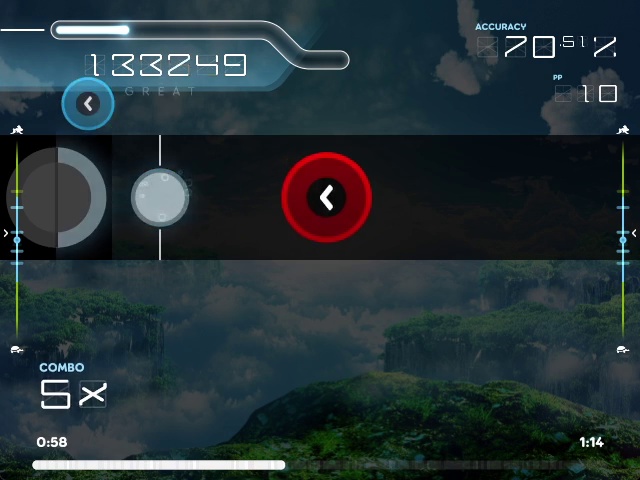 ACCURACY
70.51%
133249
GREAT
PP
10
COMBO
5x
0:58
1:14